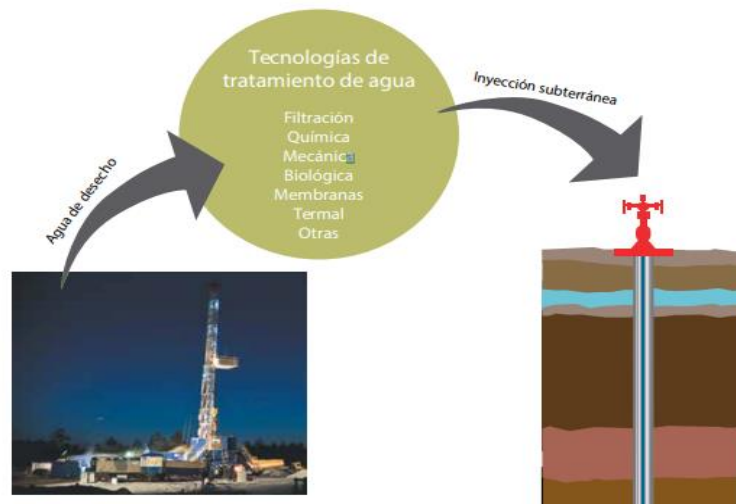 Tecnologías de
tratamiento de agua
Filtración
Química
Mecánica
Biológica
Membranas
Termal
Otras
Inyección subterránea
Agua de desecho